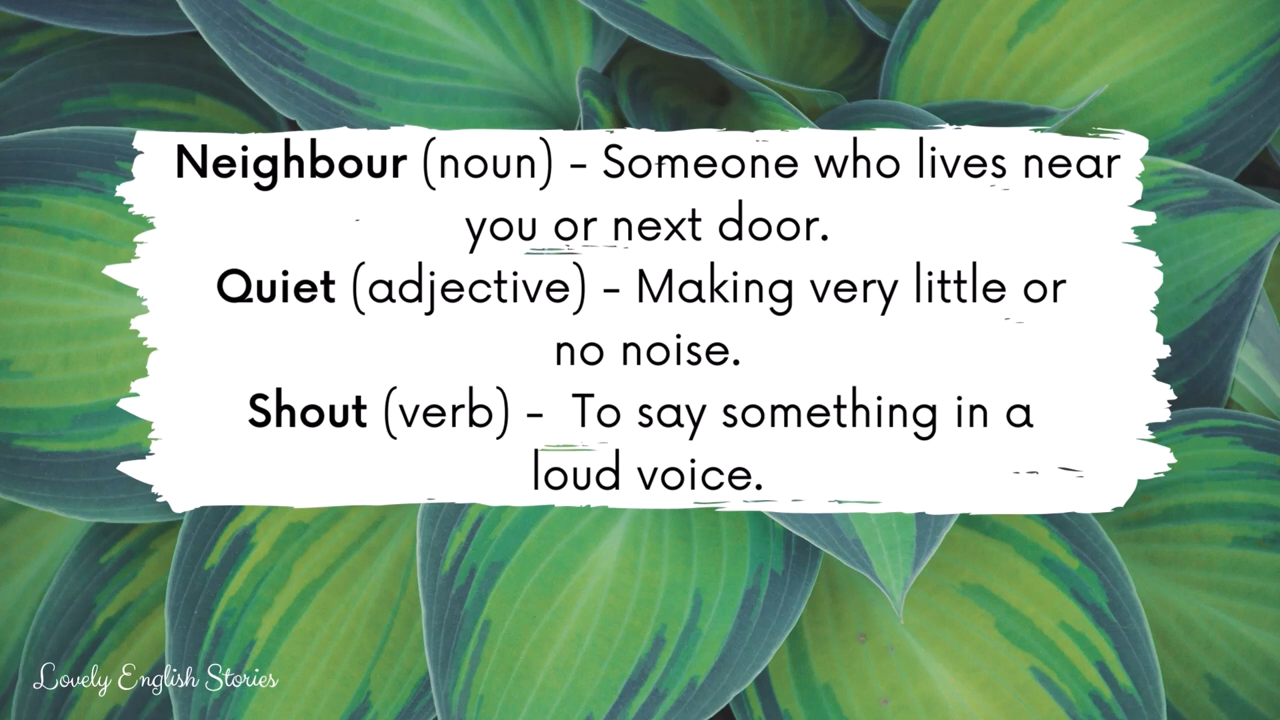 Neighbour (noun) - Someone who lives near
you or next door.
Quiet (adjective) - Making very little or
no noise.
Shout (verb) - To say something in a
loud voice.
Lovely English Stories